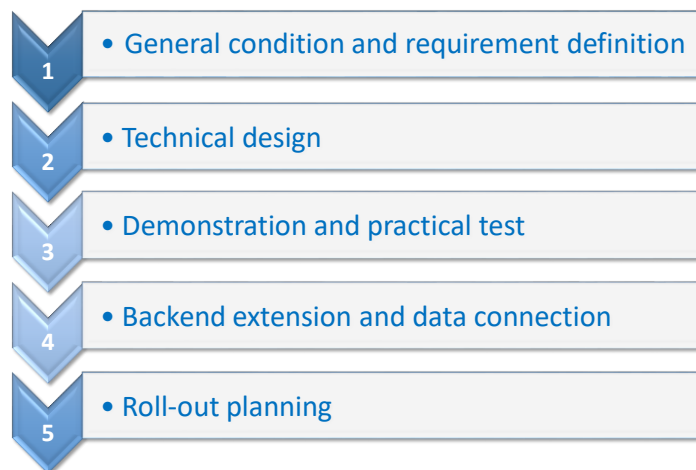 1
• General condition and requirement definition
2
• Technical design
3
• Demonstration and practical test
4
• Backend extension and data connection
5
• Roll-out planning